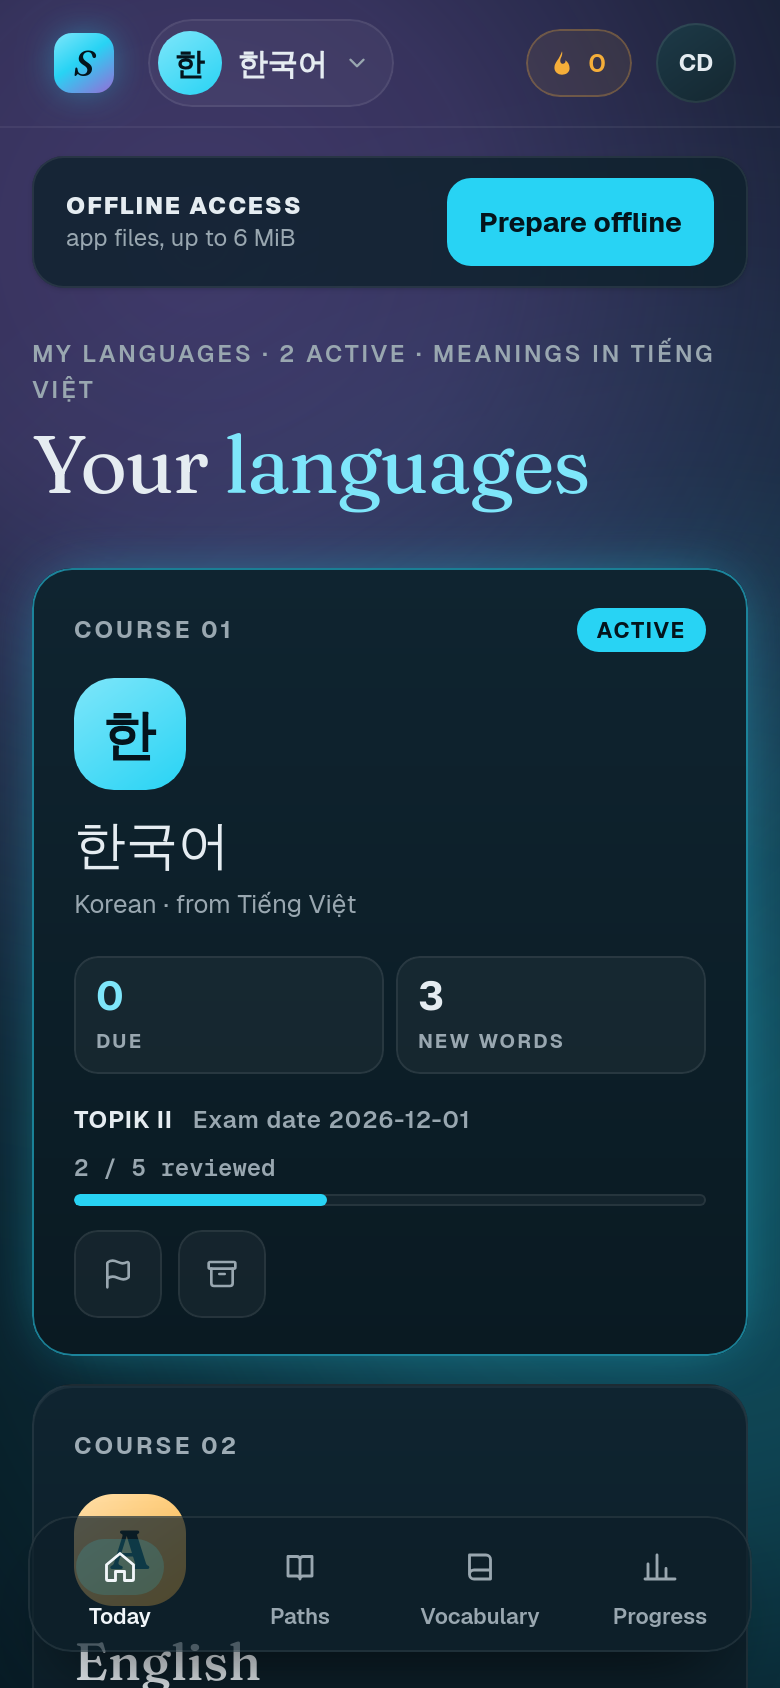 S
한
한국어
0
CD
OFFLINE ACCESS
app files, up to 6 MiB
Prepare offline
MY LANGUAGES · 2 ACTIVE · MEANINGS IN TIẾNG
VIỆT
Your languages
COURSE 01
ACTIVE
한
한국어
Korean · from Tiếng Việt
0
DUE
3
NEW WORDS
TOPIK II Exam date 2026-12-01
2 / 5 reviewed
COURSE 02
A
Today
Paths
Vocabulary
Progress
English